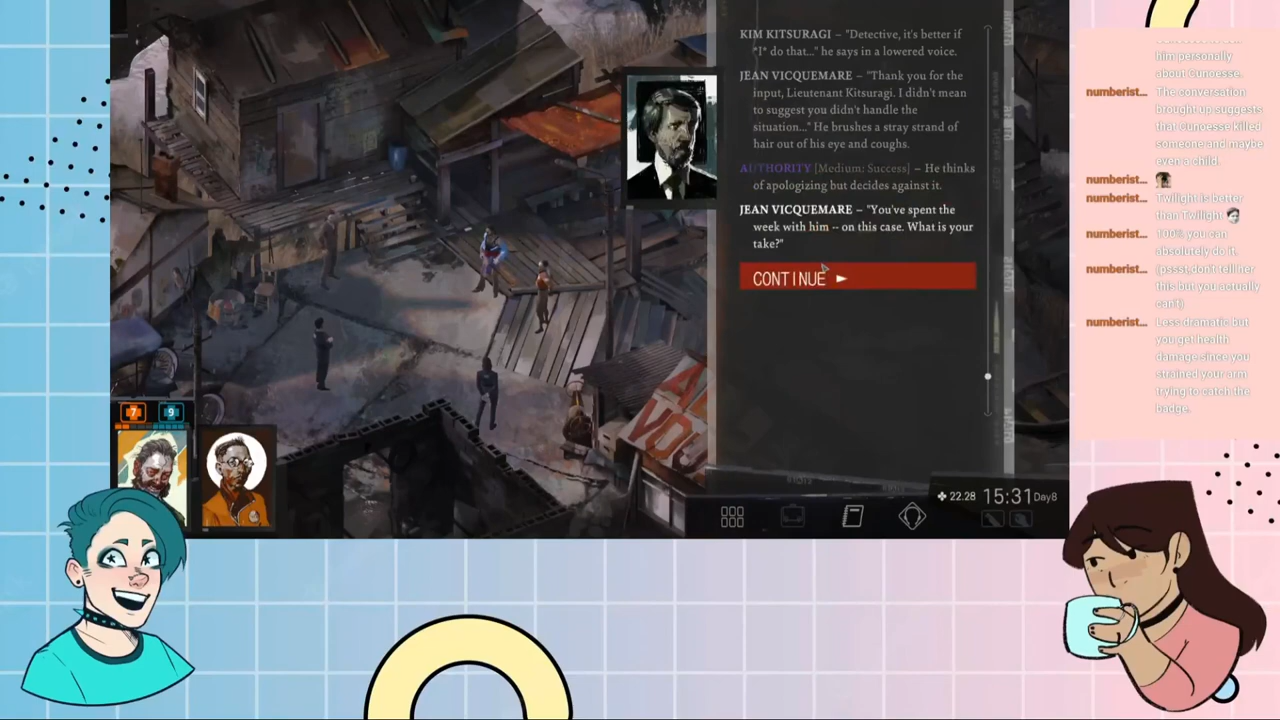 KIM KITSURAGI – "Detective, it's better if
*I* do that..." he says in a lowered voice.
JEAN VICQUEMARE – "Thank you for the
input, Lieutenant Kitsuragi. I didn't mean
to suggest you didn't handle the
situation..." He brushes a stray strand of
hair out of his eye and coughs.
AUTHORITY [Medium: Success] – He thinks
of apologizing but decides against it.
JEAN VICQUEMARE – "You've spent the
week with him -- on this case. What is your
take?"
CONTINUE
7 9
22.28 15:31 Day8
him personally
about Cunoesse.
numberist... The conversation
brought up suggests
that Cunoesse killed
someone and maybe
even a child.
numberist...
numberist... Twilight is better
than Twilight
numberist... 100% you can
absolutely do it.
numberist... (pssst don't tell her
this but you actually
can't)
numberist... Less dramatic but
you get health
damage since you
strained your arm
trying to catch the
badge.